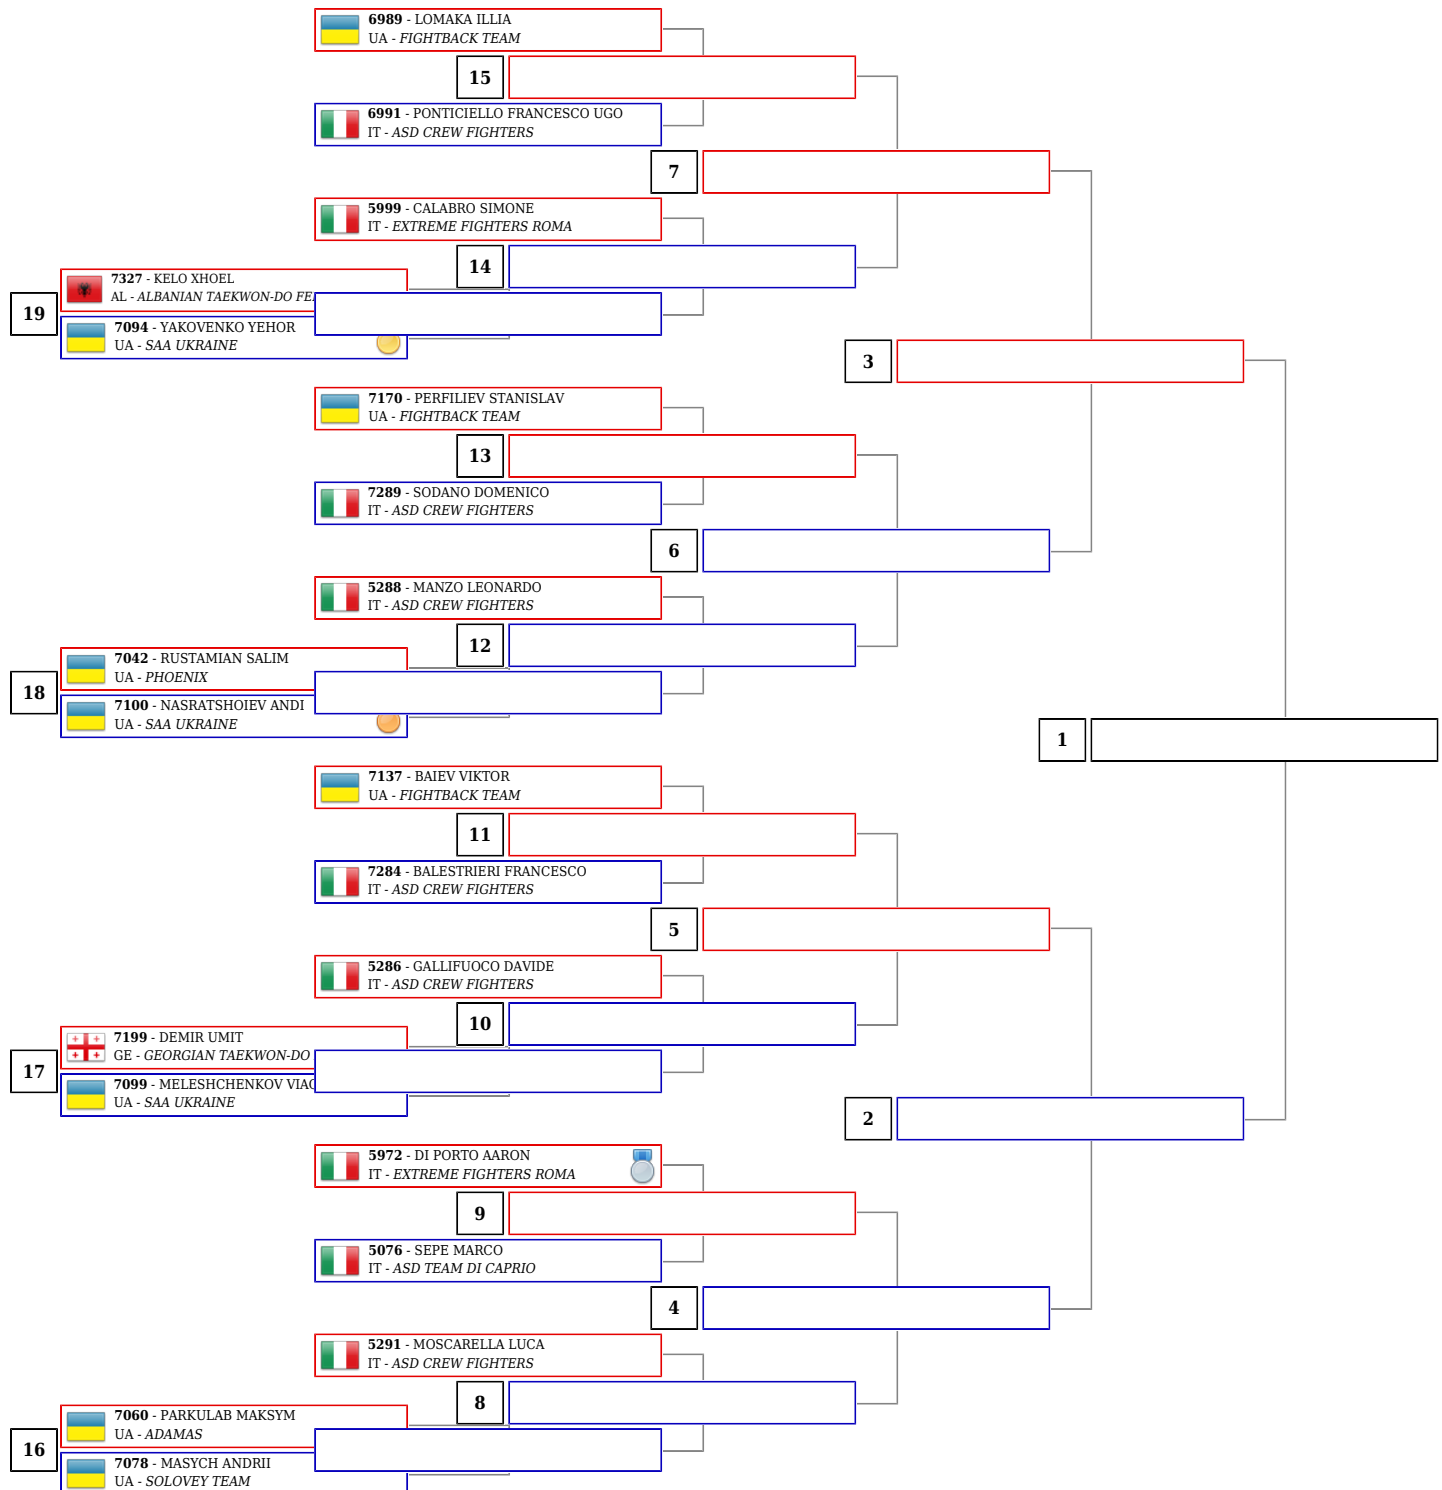 6989 - LOMAKA ILLIA
UA - FIGHTBACK TEAM
15
6991 - PONTICIELLO FRANCESCO UGO
IT - ASD CREW FIGHTERS
7
5999 - CALABRO SIMONE
IT - EXTREME FIGHTERS ROMA
14
7327 - KELO XHOEL
AL - ALBANIAN TAEKWON-DO
19
7094 - YAKOVENKO YEHOR
UA - SAA UKRAINE
3
7170 - PERFILIEV STANISLAV
UA - FIGHTBACK TEAM
13
7289 - SODANO DOMENICO
IT - ASD CREW FIGHTERS
6
5288 - MANZO LEONARDO
IT - ASD CREW FIGHTERS
12
7042 - RUSTAMIAN SALIM
UA - PHOENIX
18
7100 - NASRATSHOIEV ANDI
UA - SAA UKRAINE
1
7137 - BAIEV VIKTOR
UA - FIGHTBACK TEAM
11
7284 - BALESTRIERI FRANCESCO
IT - ASD CREW FIGHTERS
5
5286 - GALLIFUOCO DAVIDE
IT - ASD CREW FIGHTERS
10
7199 - DEMIR UMIT
GE - GEORGIAN TAEKWON-DO
17
7099 - MELESHCHENKOV
UA - SAA UKRAINE
2
5972 - DI PORTO AARON
IT - EXTREME FIGHTERS ROMA
9
5076 - SEPE MARCO
IT - ASD TEAM DI CAPRIO
4
5291 - MOSCARELLA LUCA
IT - ASD CREW FIGHTERS
8
7060 - PARKULAB MAKSYM
UA - ADAMAS
16
7078 - MASYCH ANDRII
UA - SOLOVEY TEAM